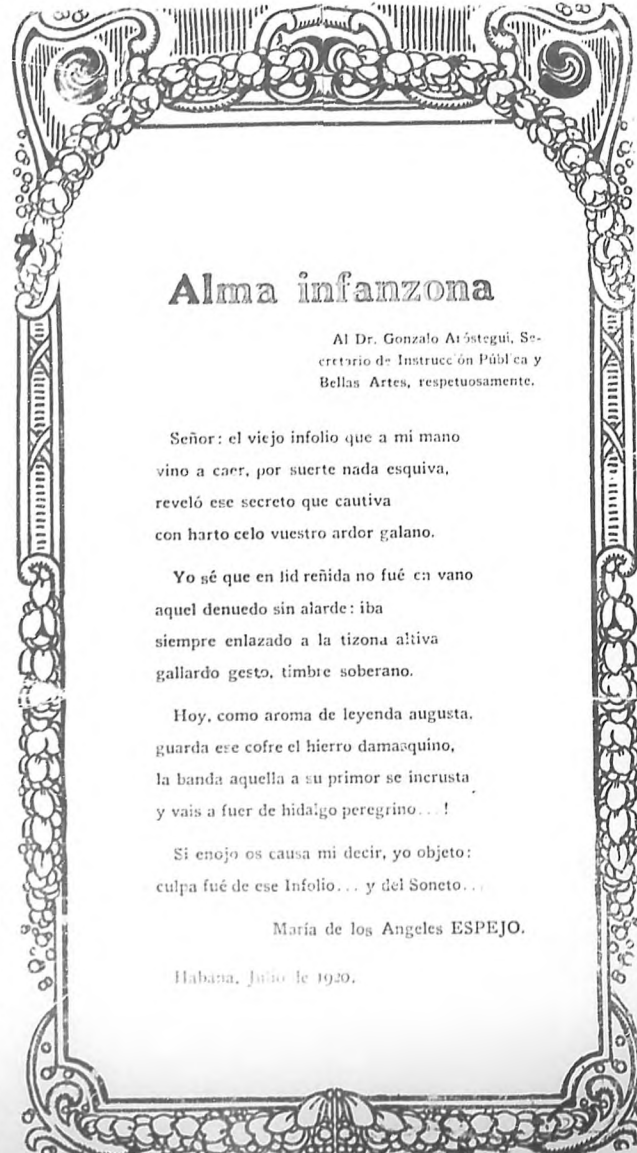 Alma infanzona
Al Dr. Gonzalo Aróstegui, Se-
cretario de Instrucción Pública y
Bellas Artes, respetuosamente.
Señor: el viejo infolio que a mi mano
vino a caer, por suerte nada esquiva,
reveló ese secreto que cautiva
con harto celo vuestro ardor galano.
Yo sé que en lid reñida no fué en vano
aquel denuedo sin alarde: iba
siempre enlazado a la tizona altiva
gallardo gesto, timbre soberano.
Hoy, como aroma de leyenda augusta,
guarda ese cofre el hierro damasquino,
la banda aquella a su primor se incrusta
y vais a fuer de hidalgo peregrino...!
Si enojo os causa mi decir, yo objeto:
culpa fué de ese Infolio... y del Soneto...
María de los Angeles ESPEJO.
Habana, Julio de 1920.